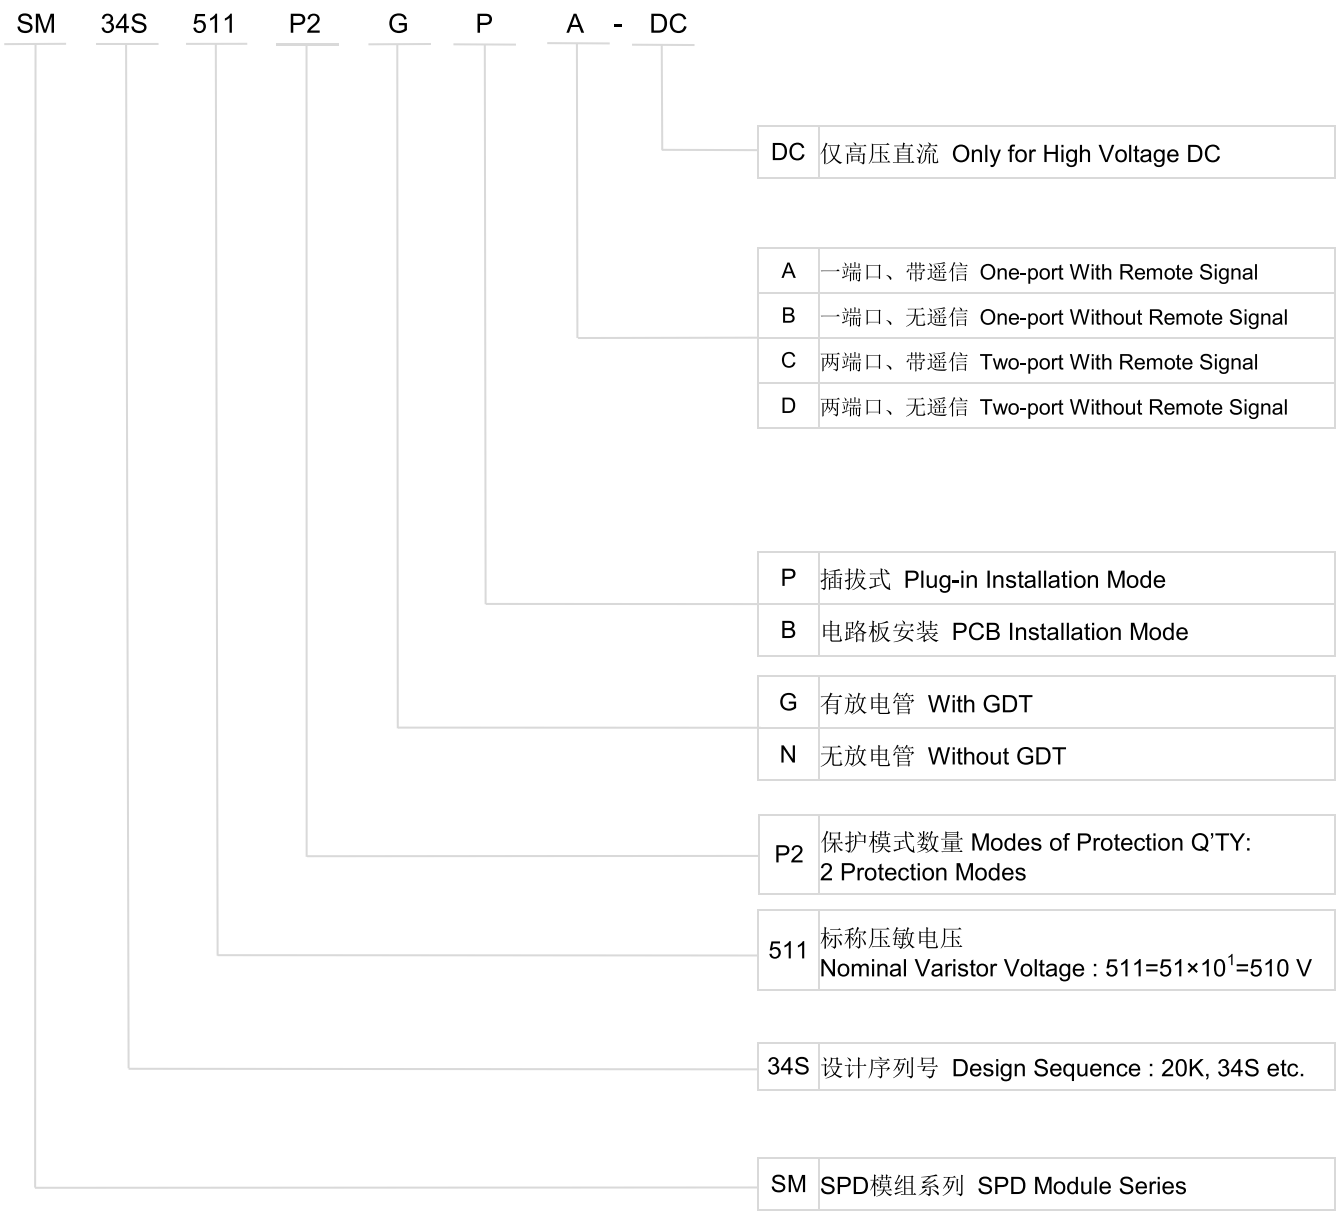 SM 34S 511 P2 G P A - DC
DC 仅高压直流 Only for High Voltage DC
A 一端口、带遥信 One-port With Remote Signal
B 一端口、无遥信 One-port Without Remote Signal
C 两端口、带遥信 Two-port With Remote Signal
D 两端口、无遥信 Two-port Without Remote Signal
P 插拔式 Plug-in Installation Mode
B 电路板安装 PCB Installation Mode
G 有放电管 With GDT
N 无放电管 Without GDT
P2 保护模式数量 Modes of Protection Q’TY:
2 Protection Modes
511 标称压敏电压
Nominal Varistor Voltage : 511=51×10¹=510 V
34S 设计序列号 Design Sequence : 20K, 34S etc.
SM SPD模组系列 SPD Module Series